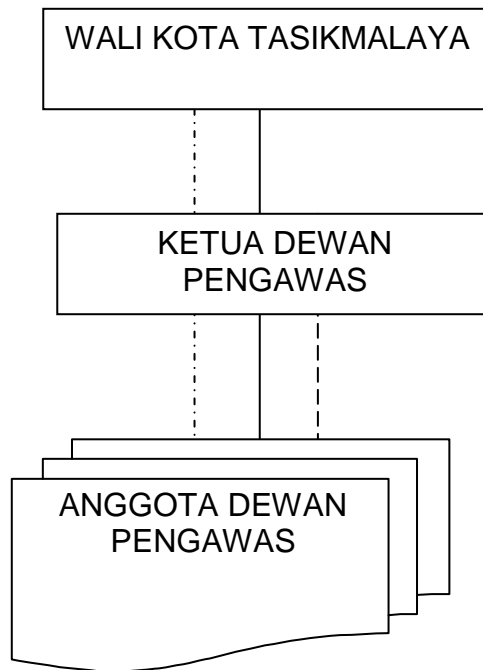 WALI KOTA TASIKMALAYA
KETUA DEWAN
PENGAWAS
ANGGOTA DEWAN
PENGAWAS